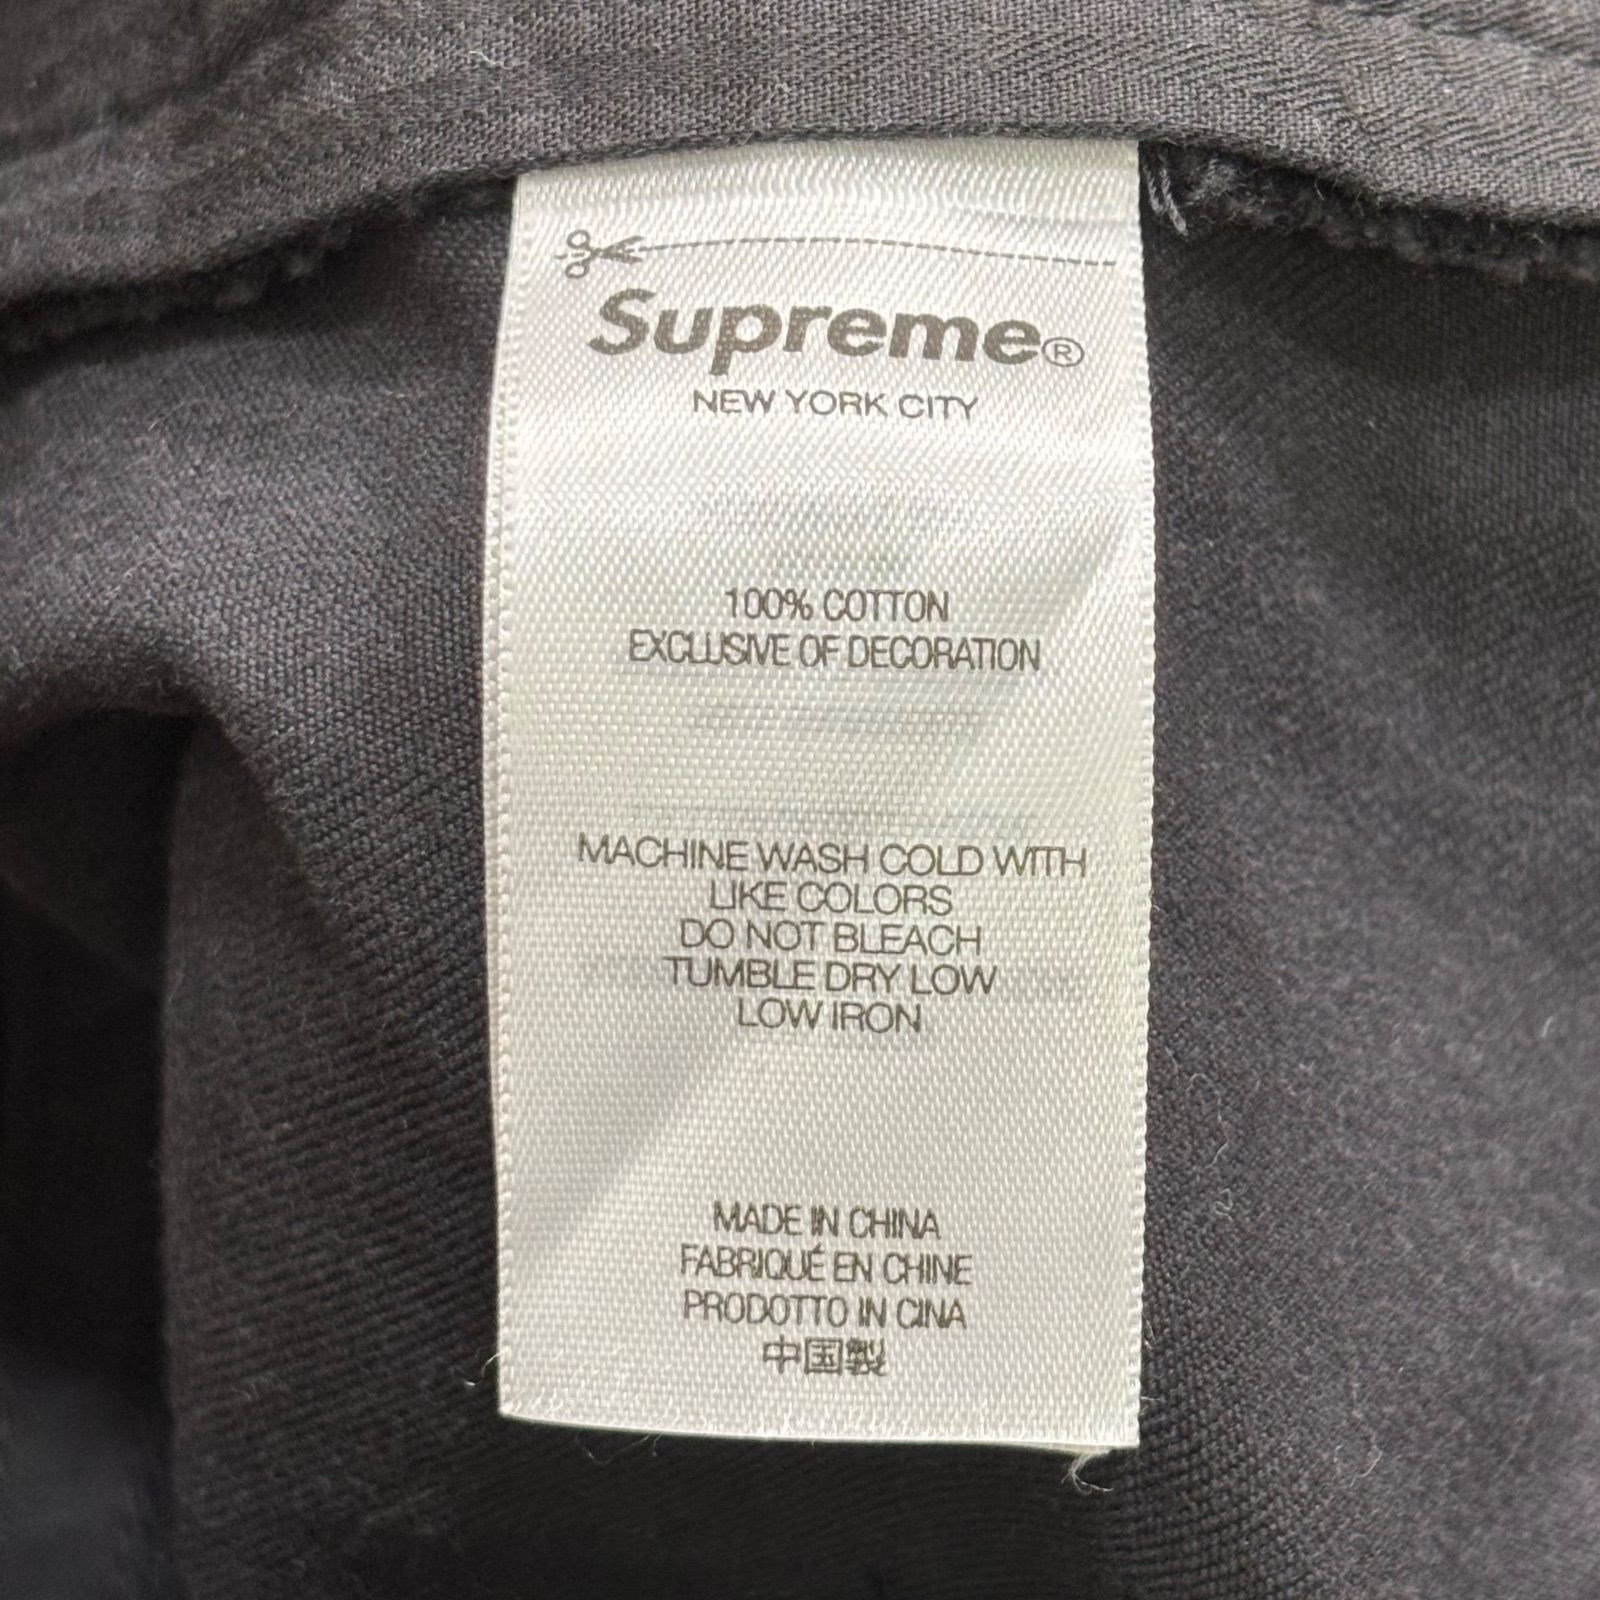 Supreme®
NEW YORK CITY
100% COTTON
EXCLUSIVE OF DECORATION
MACHINE WASH COLD WITH
LIKE COLORS
DO NOT BLEACH
TUMBLE DRY LOW
LOW IRON
MADE IN CHINA
FABRIQUÉ EN CHINE
PRODOTTO IN CINA
中国製